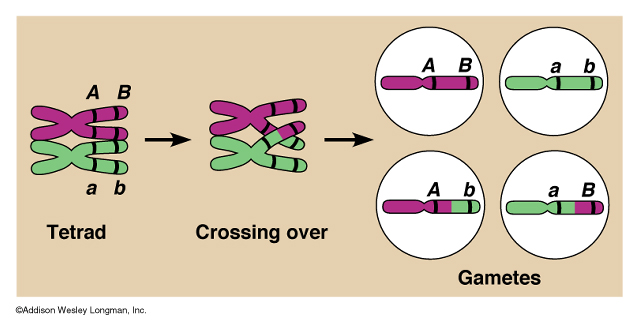 A B
a b
Tetrad
Crossing over
A B
a b
A b
a B
Gametes
©Addison Wesley Longman, Inc.